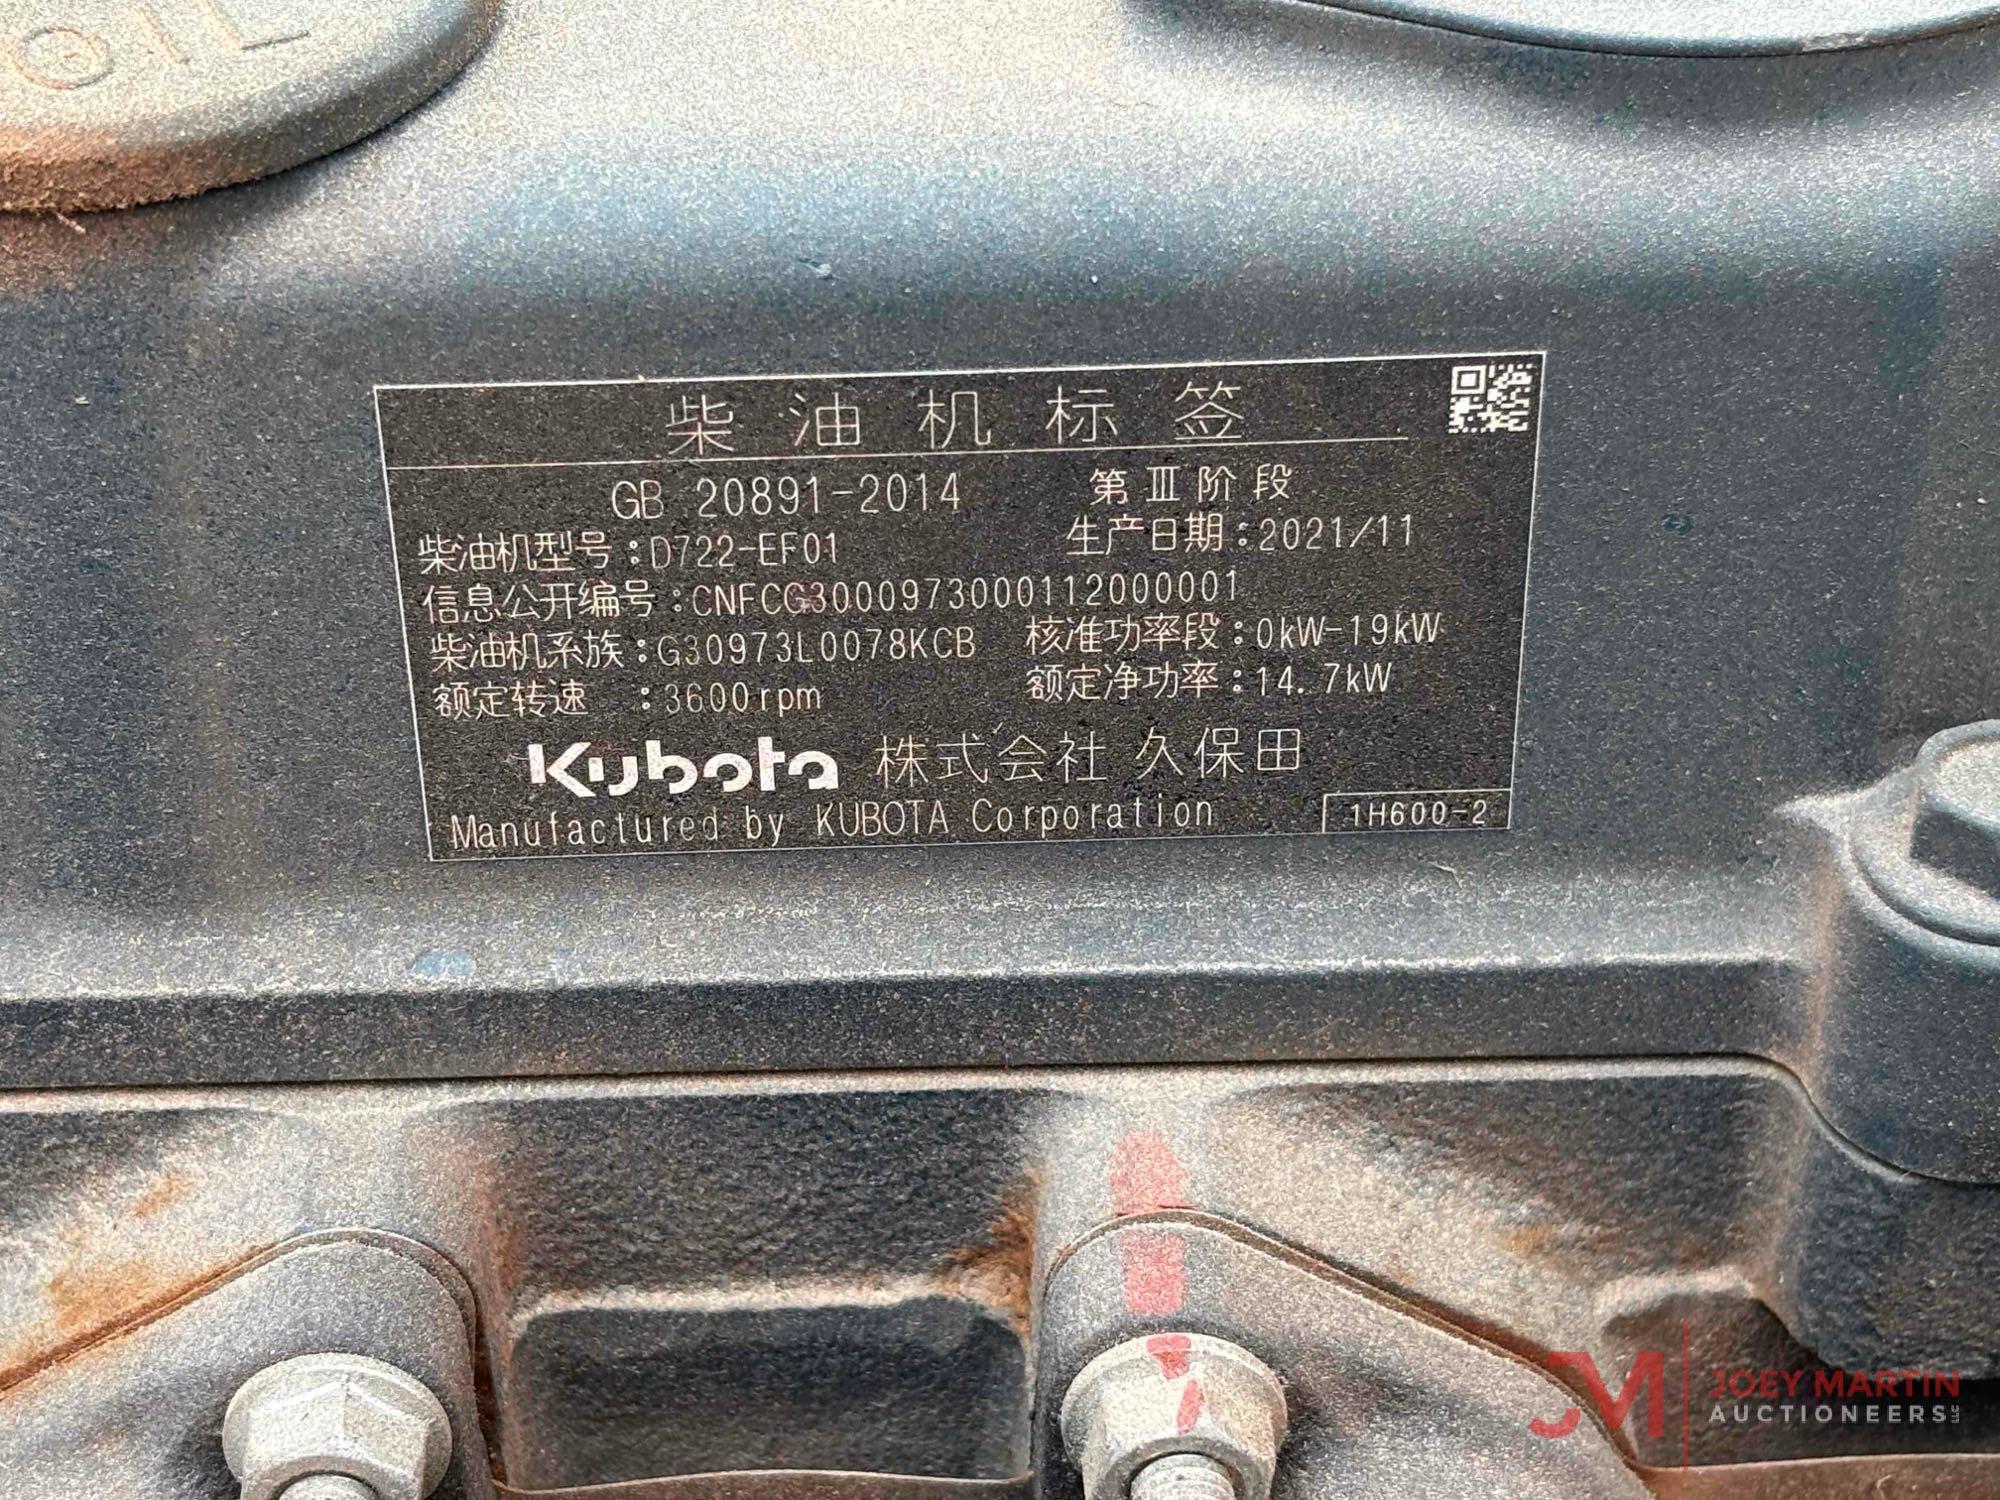 OIL
柴油机标签
GB 20891-2014 第Ⅲ阶段
柴油机型号:D722-EF01 生产日期:2021/11
信息公开编号:CNFCG3000973000112000001
柴油机系族:G30973L0078KCB 核准功率段:0kW-19kW
额定转速 :3600rpm 额定净功率:14.7kW
Kubota 株式会社 久保田
Manufactured by KUBOTA Corporation 1H600-2
JM JOEY MARTIN
AUCTIONEERS LLC